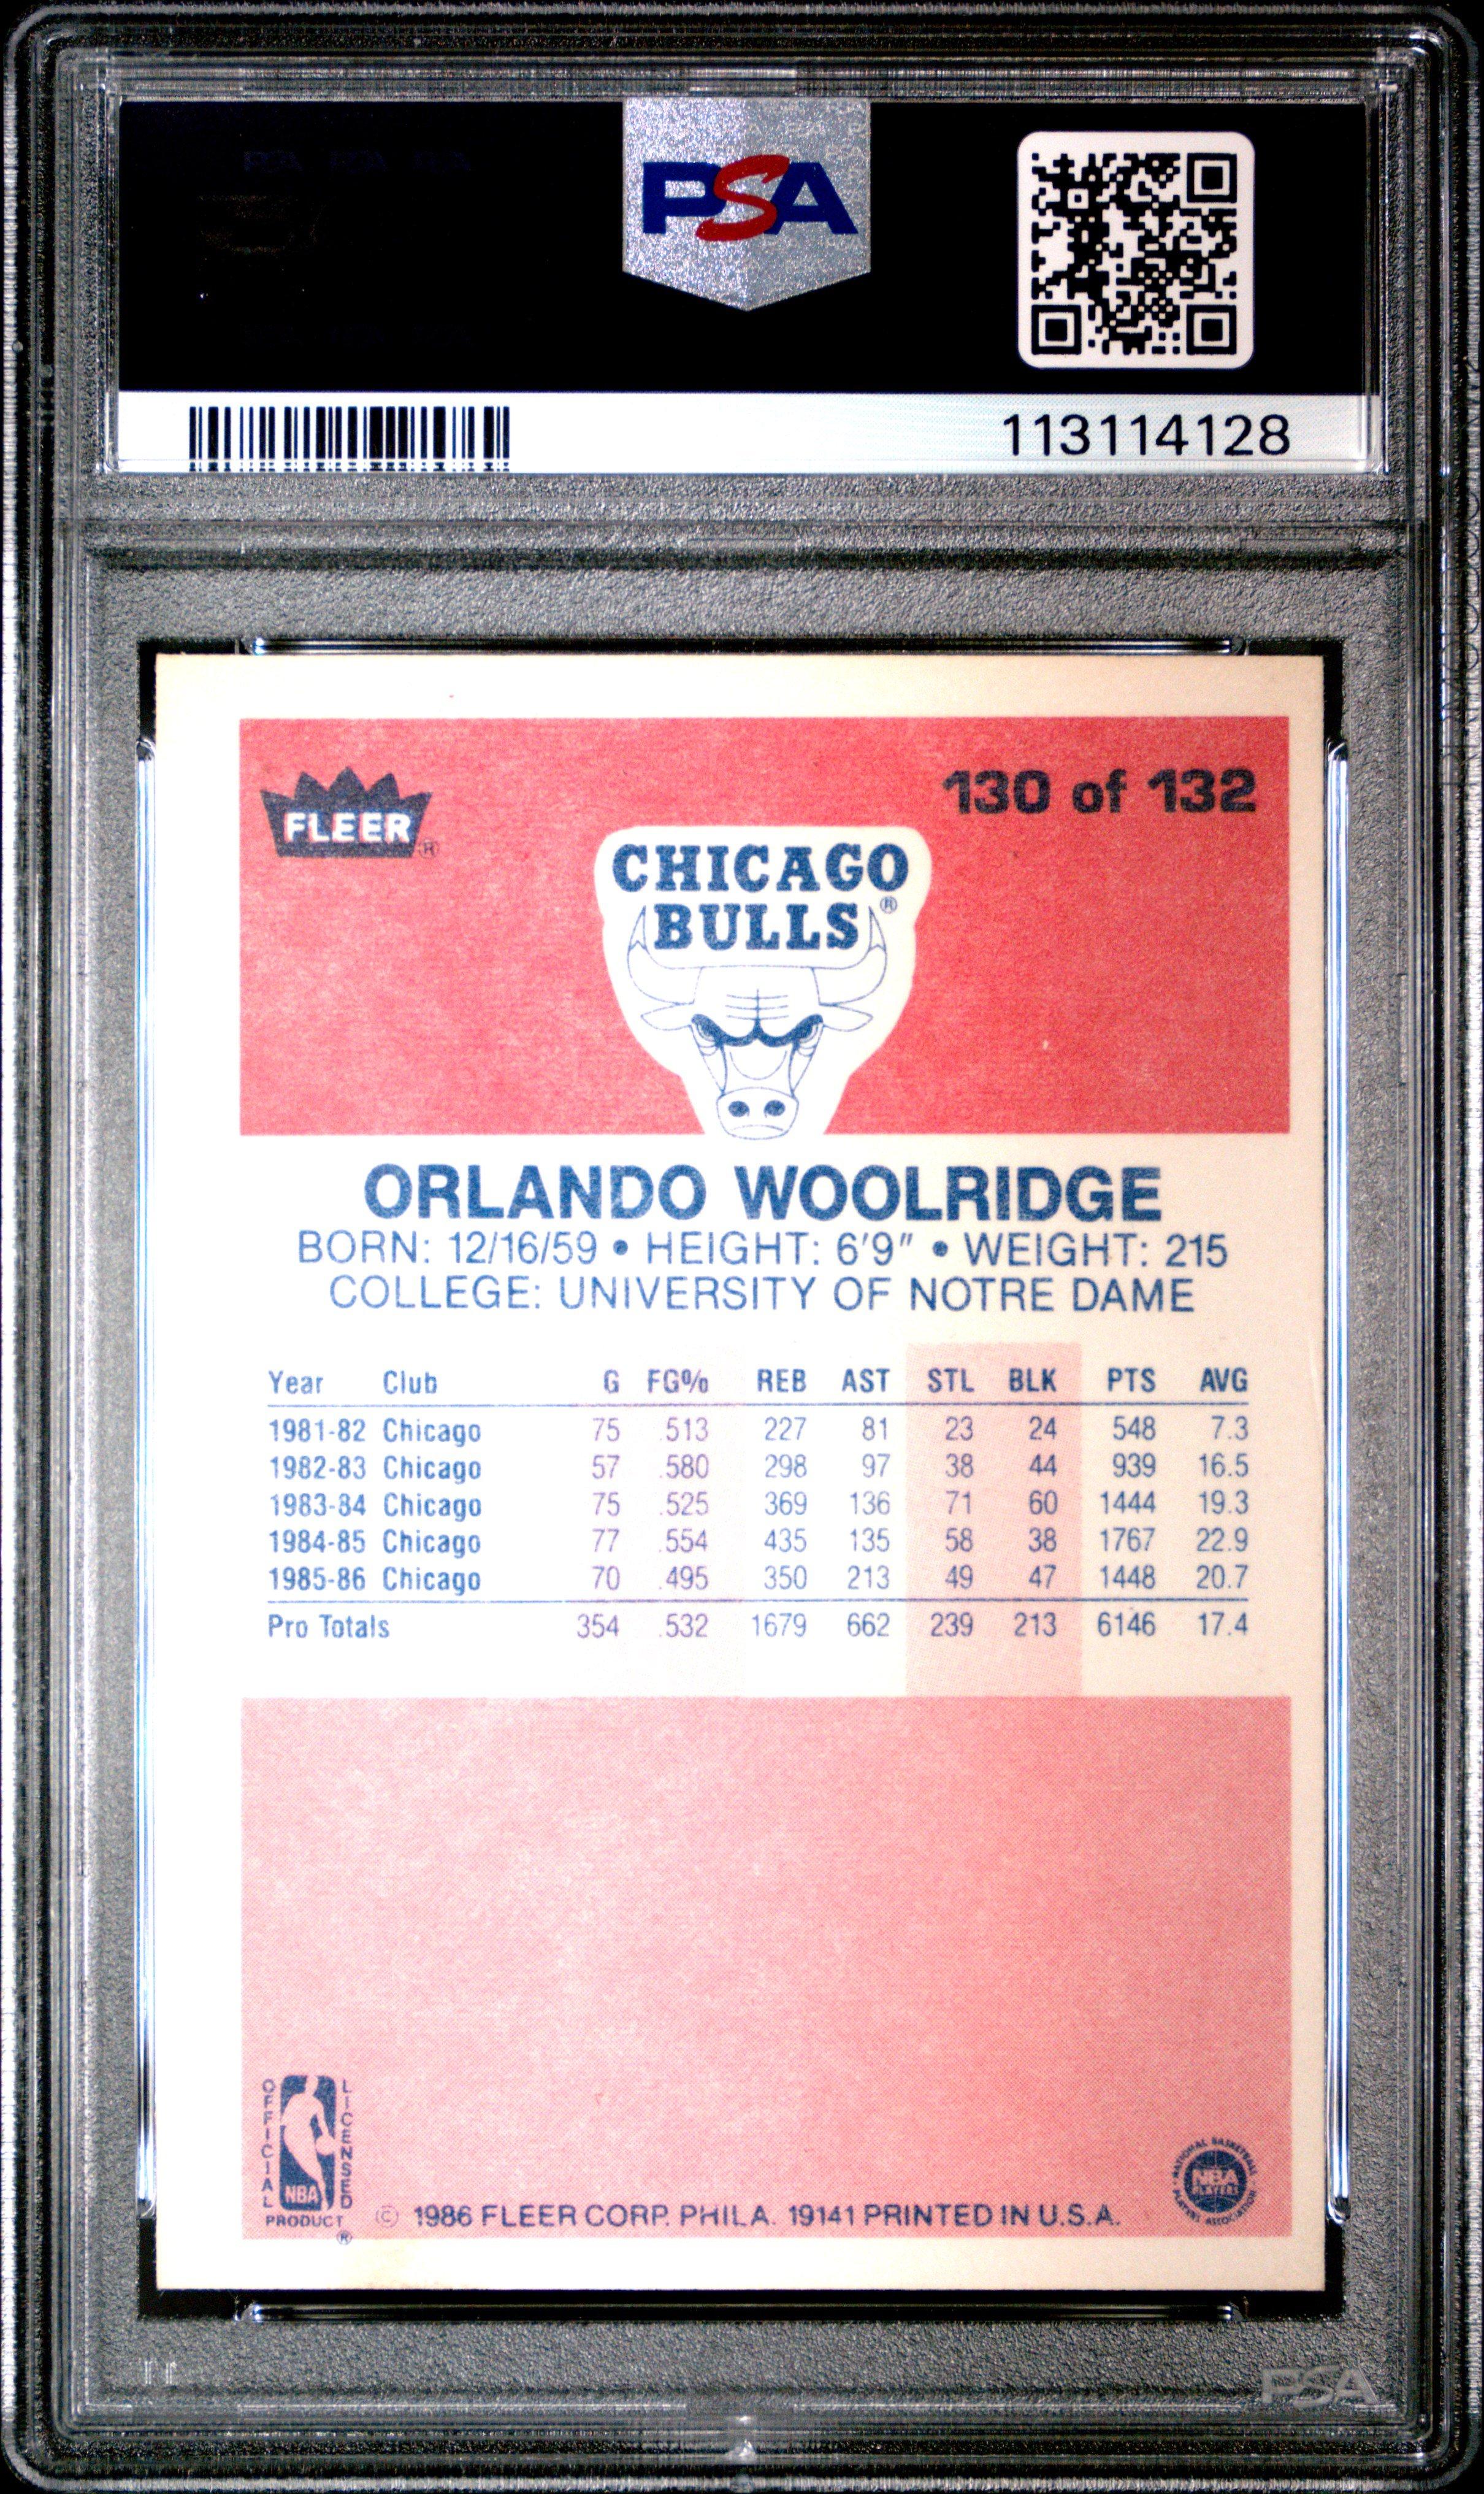 PSA
113114128
FLEER®
130 of 132
CHICAGO
BULLS®
ORLANDO WOOLRIDGE
BORN: 12/16/59 • HEIGHT: 6'9" • WEIGHT: 215
COLLEGE: UNIVERSITY OF NOTRE DAME
Year Club G FG% REB AST STL BLK PTS AVG
1981-82 Chicago 75 .513 227 81 23 24 548 7.3
1982-83 Chicago 57 .580 298 97 38 44 939 16.5
1983-84 Chicago 75 .525 369 136 71 60 1444 19.3
1984-85 Chicago 77 .554 435 135 58 38 1767 22.9
1985-86 Chicago 70 .495 350 213 49 47 1448 20.7
Pro Totals 354 .532 1679 662 239 213 6146 17.4
OFFICIAL LICENSED
NBA
PRODUCT ®
© 1986 FLEER CORP. PHILA. 19141 PRINTED IN U.S.A.
NATIONAL BASKETBALL
NBA
PLAYERS
PLAYERS ASSOCIATION
PSA